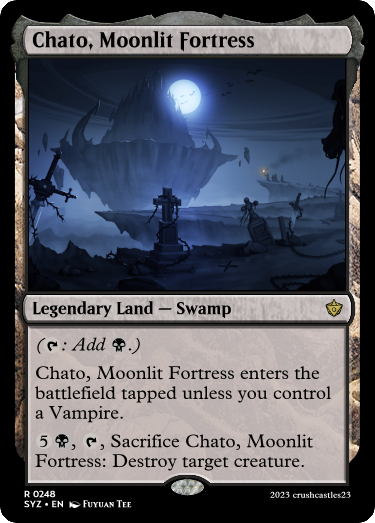 Chato, Moonlit Fortress
Legendary Land — Swamp
(: Add .)
Chato, Moonlit Fortress enters the
battlefield tapped unless you control
a Vampire.
5 , , Sacrifice Chato, Moonlit
Fortress: Destroy target creature.
R 0248
SYZ • EN Fuyuan Tee
2023 crushcastles23